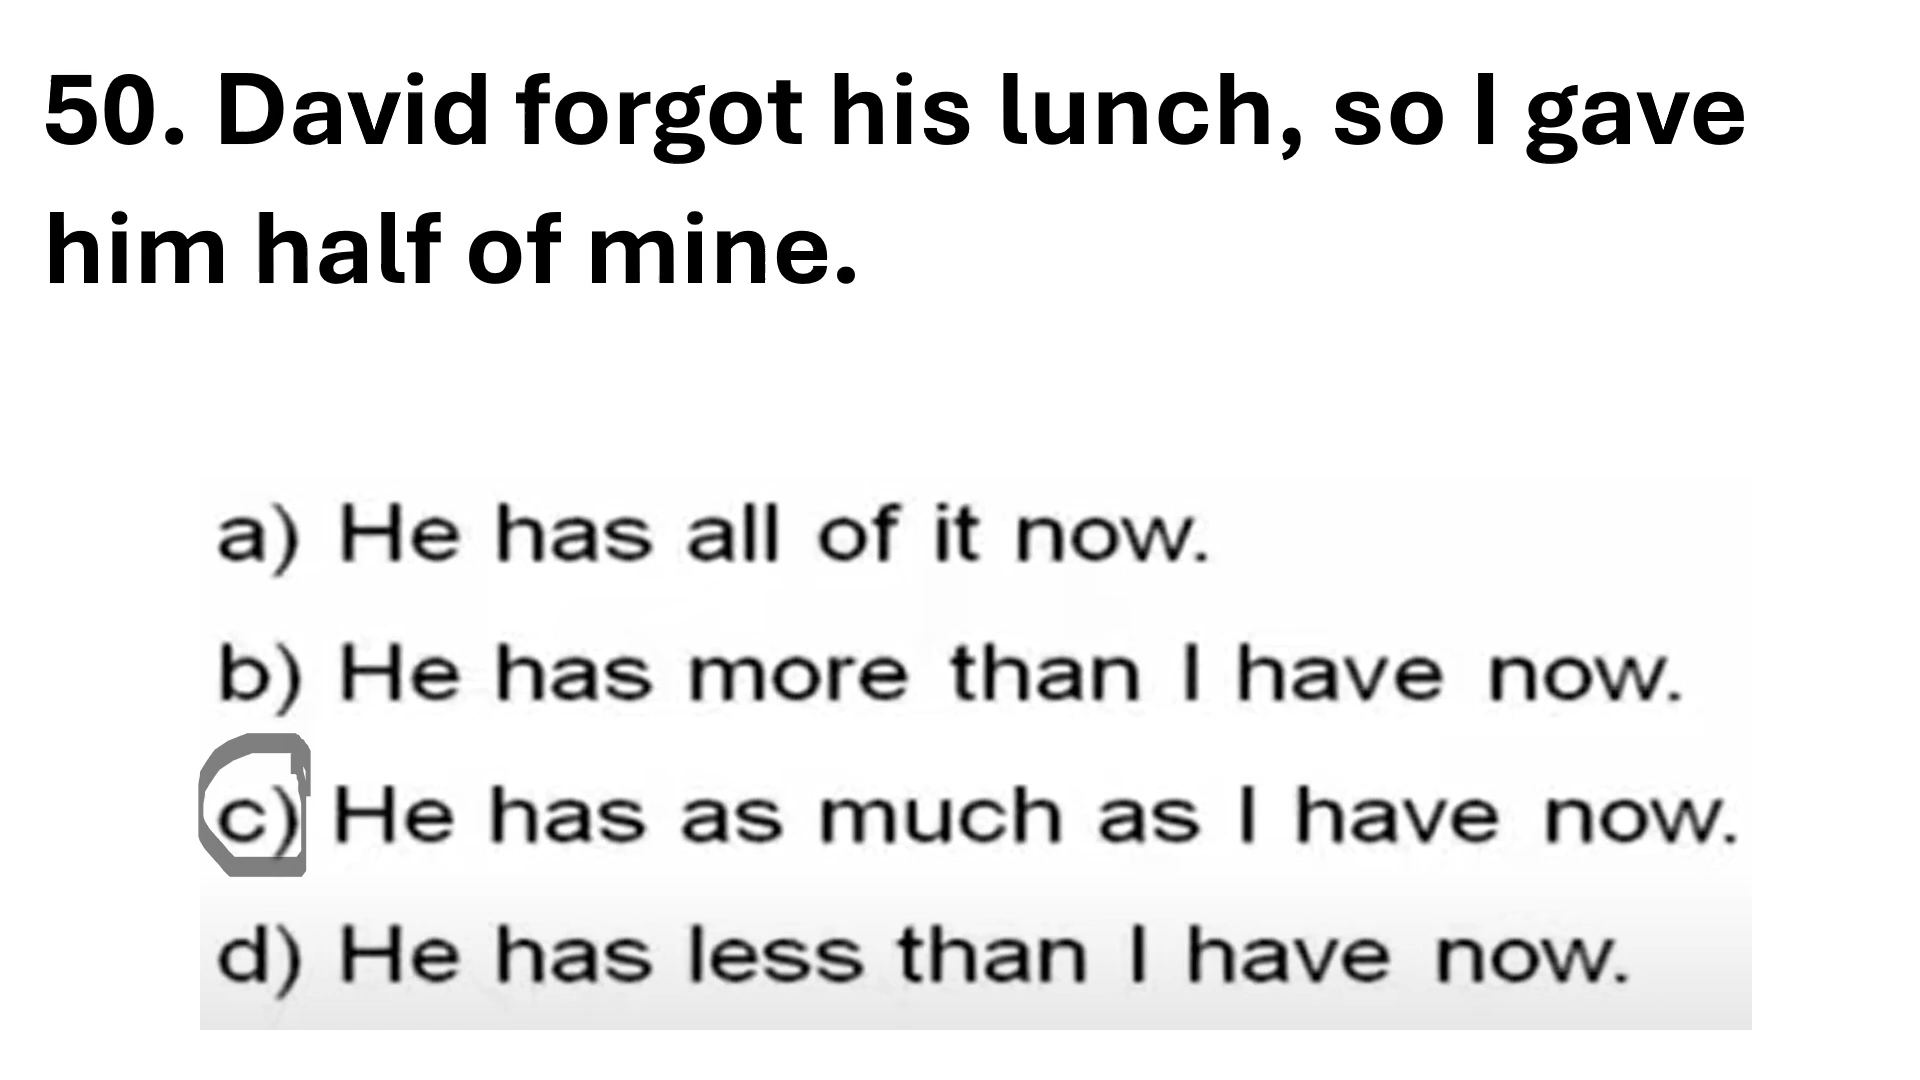 50. David forgot his lunch, so I gave
him half of mine.
a) He has all of it now.
b) He has more than I have now.
c) He has as much as I have now.
d) He has less than I have now.